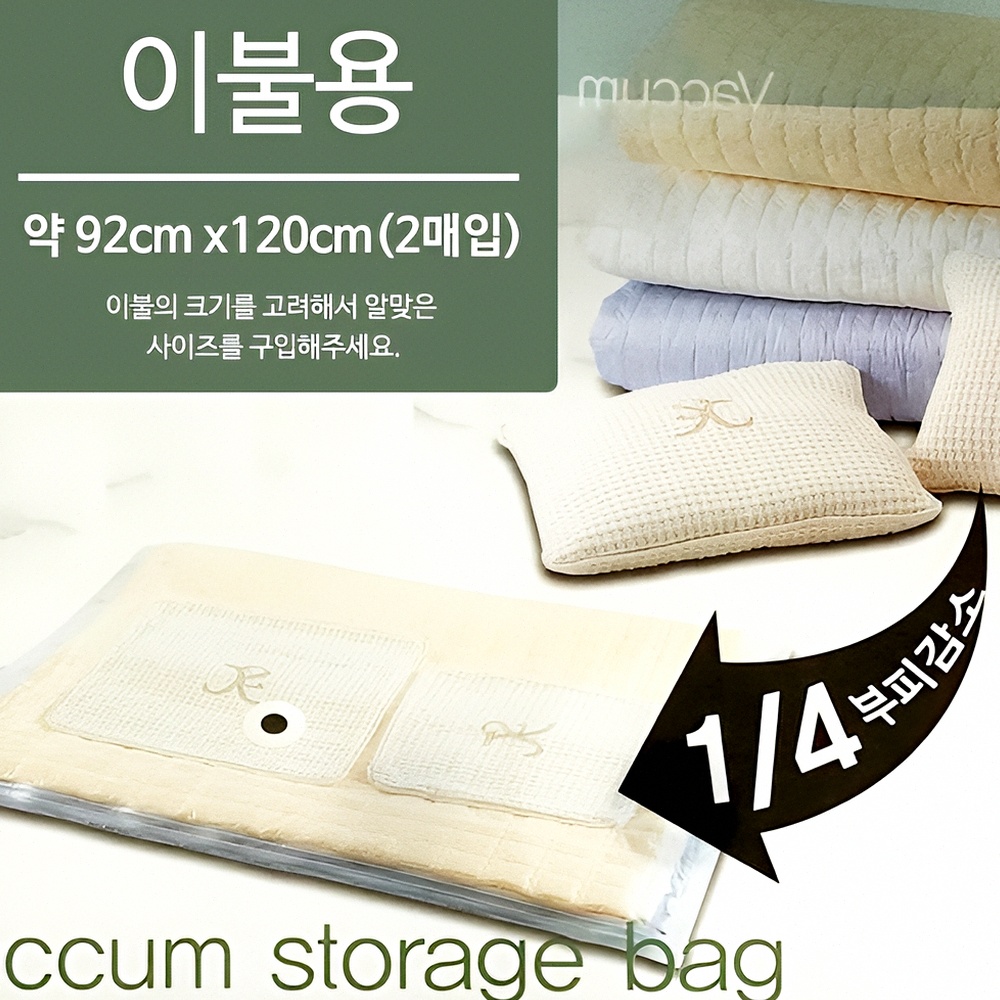 이불용
약 92cm x120cm(2매입)
이불의 크기를 고려해서 알맞은
사이즈를 구입해주세요.
Vaccum
1/4 부피감소
ccum storage bag